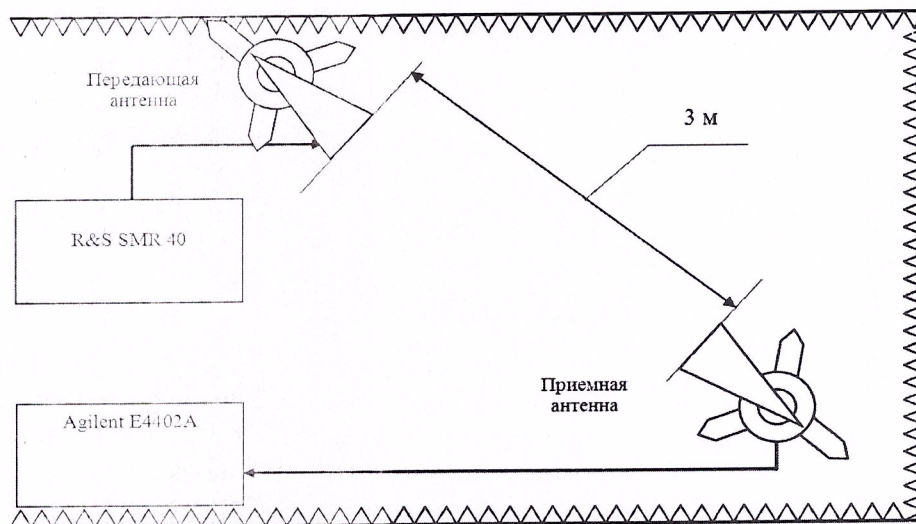 Передающая
антенна
3 м
R&S SMR 40
Приемная
антенна
Agilent E4402A